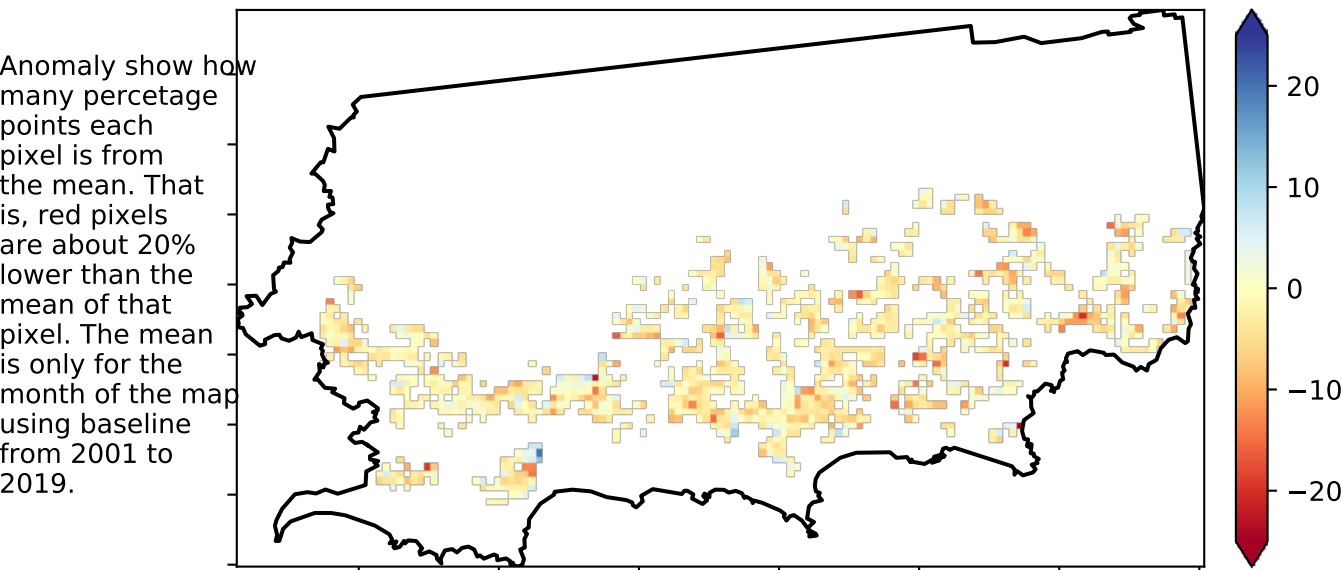 Anomaly show how
many percetage
points each
pixel is from
the mean. That
is, red pixels
are about 20%
lower than the
mean of that
pixel. The mean
is only for the
month of the map
using baseline
from 2001 to
2019.
20
10
0
−10
−20